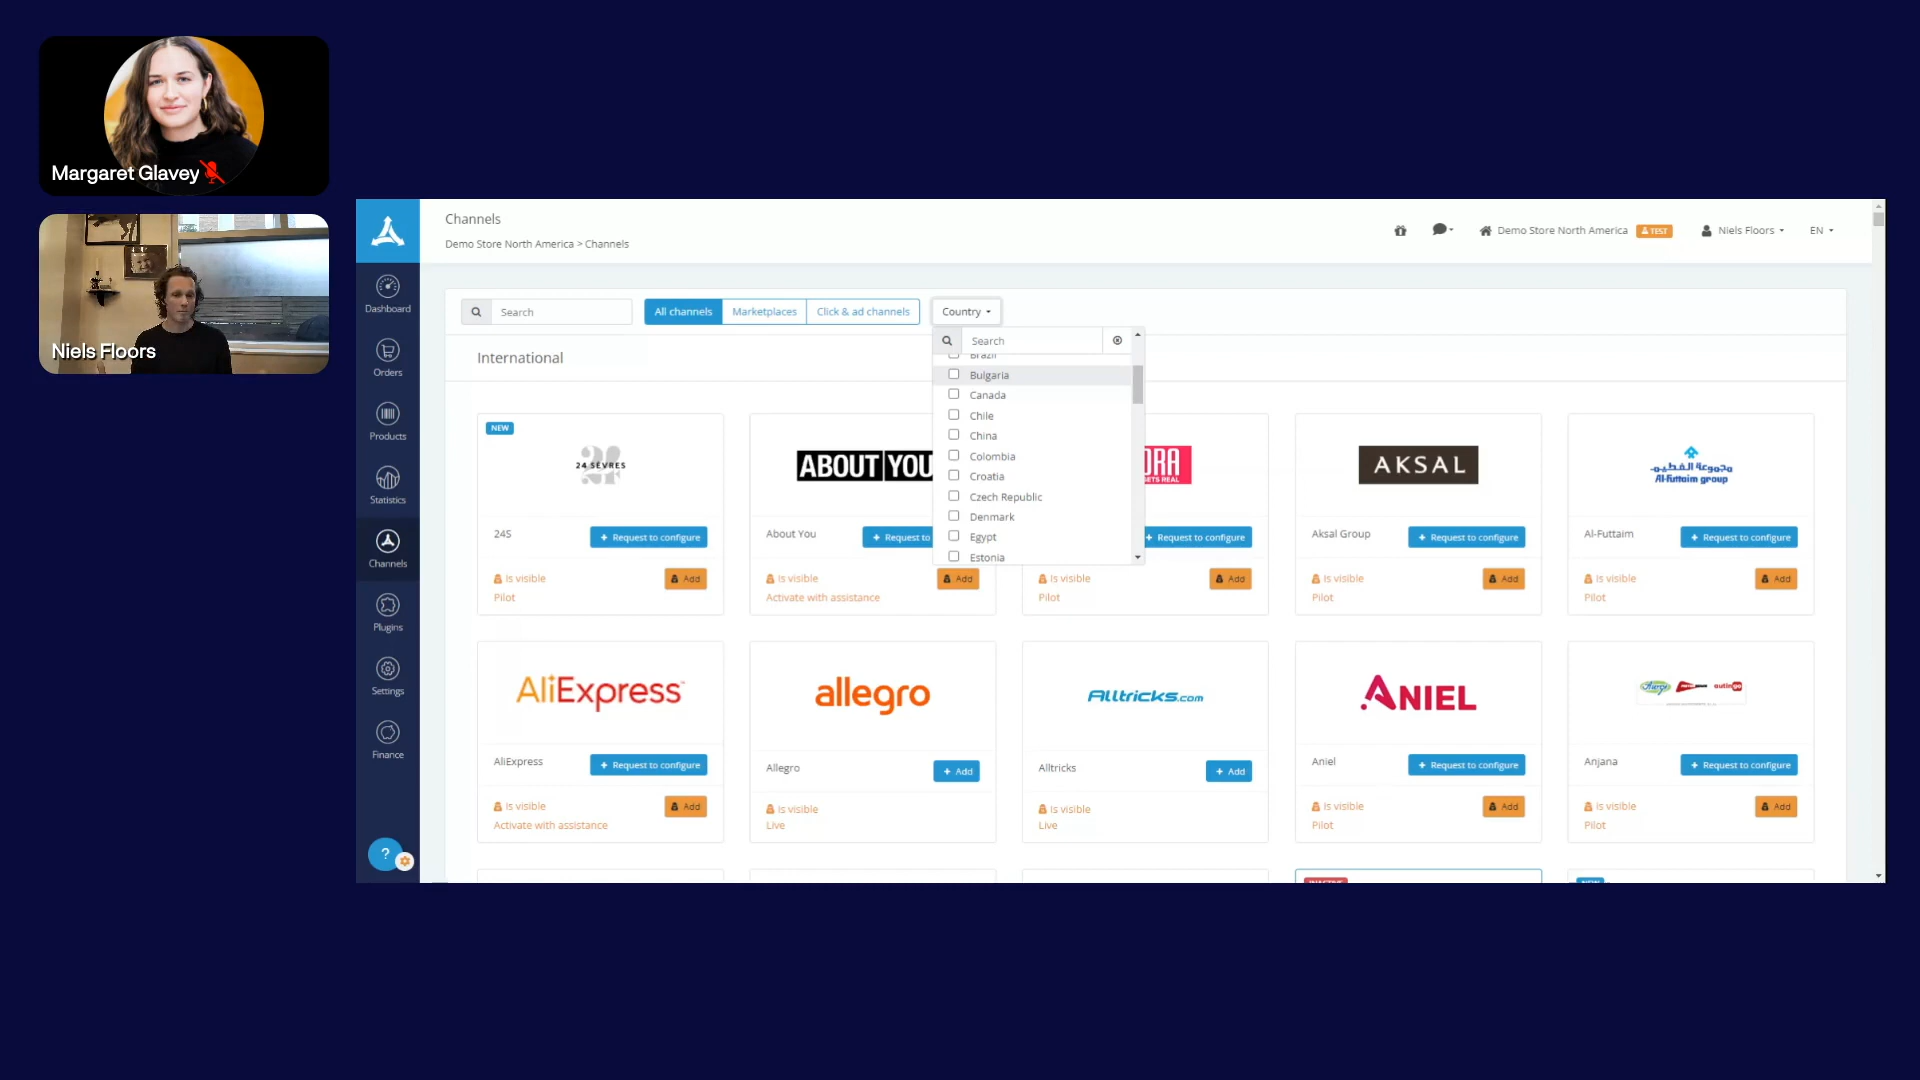 Margaret Glavey
Niels Floors
Channels
Demo Store North America > Channels
Demo Store North America
TEST
Niels Floors
EN
Dashboard
Orders
Products
Statistics
Channels
Plugins
Settings
Finance
?
Search
All channels
Marketplaces
Click & ad channels
Country
Search
Brazil
Bulgaria
Canada
Chile
China
Colombia
Croatia
Czech Republic
Denmark
Egypt
Estonia
International
NEW
24 SÈVRES
24S
+ Request to configure
is visible
Add
Pilot
ABOUT YOU
About You
+ Request to
is visible
Add
Activate with assistance
+ Request to configure
is visible
Add
Pilot
AKSAL
Aksal Group
+ Request to configure
is visible
Add
Pilot
مجموعة الفطيم
Al-Futtaim group
Al-Futtaim
+ Request to configure
is visible
Add
Pilot
AliExpress
AliExpress
+ Request to configure
is visible
Add
Activate with assistance
allegro
Allegro
+ Add
is visible
Live
Alltricks.com
Alltricks
+ Add
is visible
Live
ANIEL
Aniel
+ Request to configure
is visible
Add
Pilot
Anjana
+ Request to configure
is visible
Add
Pilot